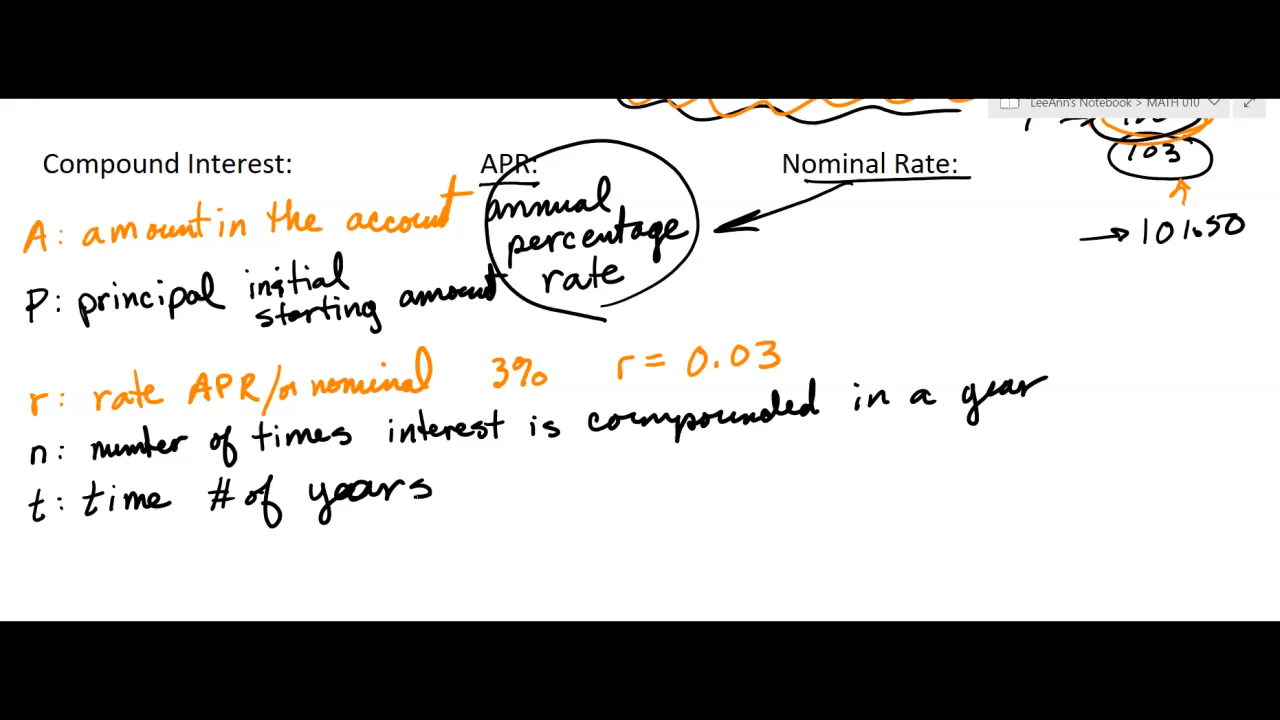 LeeAnn's Notebook > MATH 010
103
Compound Interest: APR: Nominal Rate:
A: amount in the account annual percentage rate
→ 101.50
P: principal initial starting amount
r: rate APR/or nominal 3% r = 0.03
n: number of times interest is coumpounded in a year
t: time # of years